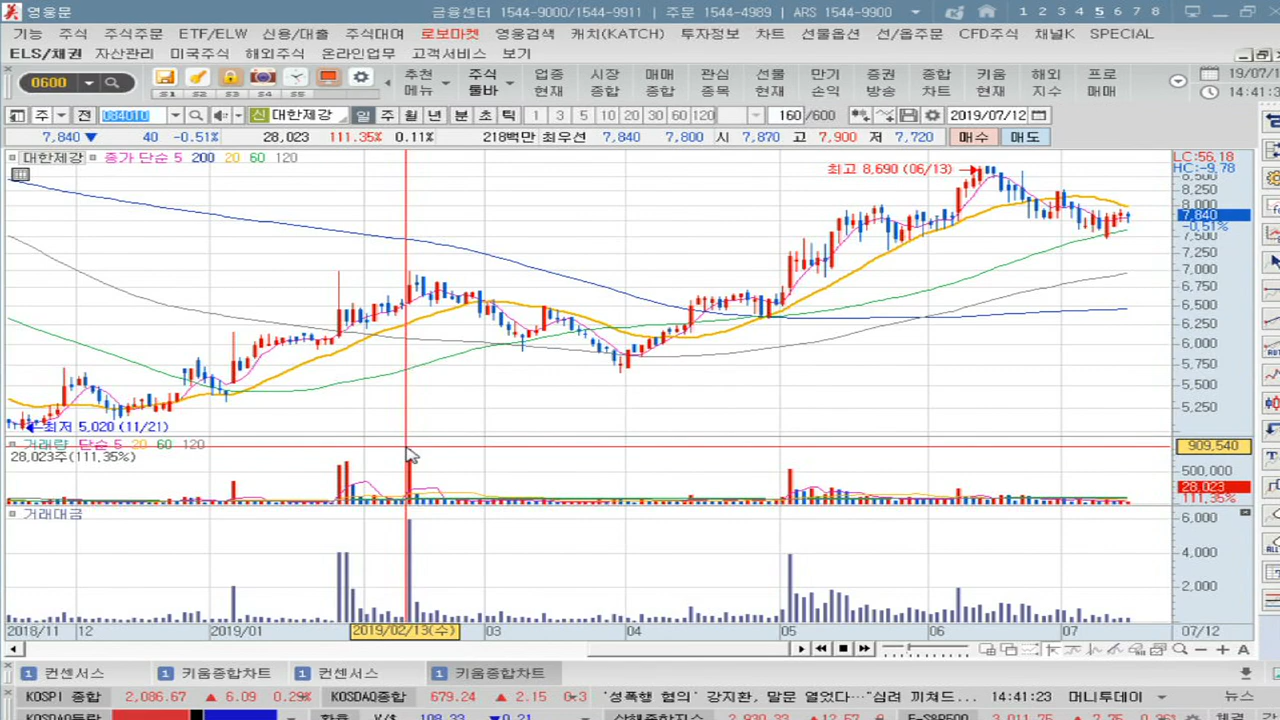 영웅문 금융센터 1544-9000/1544-9911 | 주문 1544-4989 | ARS 1544-9900 1 2 3 4 5 6 7 8
기능 주식 주식주문 ETF/ELW 신용/대출 주식대여 로보마켓 영웅검색 캐치(KATCH) 투자정보 차트 선물옵션 선/옵주문 CFD주식 채널K SPECIAL
ELS/채권 자산관리 미국주식 해외주식 온라인업무 고객서비스 보기
0600 S1 S2 S3 S4 S5
추천 주식 업종 시장 매매 관심 선물 만기 증권 종합 키움 해외 프로 19/07/1
메뉴 툴바 현재 종합 종합 종목 현재 손익 방송 차트 현재 지수 매매 14:41:3
주 전 084010 신 대한제강 일 주 월 년 분 초 틱 1 3 5 10 20 30 60 120 160 /600 2019/07/12
7,840 ▼ 40 -0.51% 28,023 111.35% 0.11% 218백만 최우선 7,840 7,800 시 7,870 고 7,900 저 7,720 매수 매도
대한제강 종가 단순 5 200 20 60 120
LC:56.18
HC:-9.78
최고 8,690 (06/13)
8,500
8,250
8,000
7,840
-0.51%
7,500
7,250
7,000
6,750
6,500
6,250
6,000
5,750
5,500
5,250
최저 5,020 (11/21)
거래량 단순 5 20 60 120
909,540
28,023주(111.35%)
500,000
28,023
111.35%
거래대금
6,000
4,000
2,000
2018/11 12 2019/01 2019/02/13(수) 03 04 05 06 07 07/12
1 컨센서스 1 키움종합차트 1 컨센서스 1 키움종합차트
KOSPI 종합 2,086.67 ▲ 6.09 0.29% KOSDAQ종합 679.24 ▲ 2.15 '성폭행 혐의' 강지환, 말문 열었다…"심려 끼쳐드... 14:41:23 머니투데이 뉴스